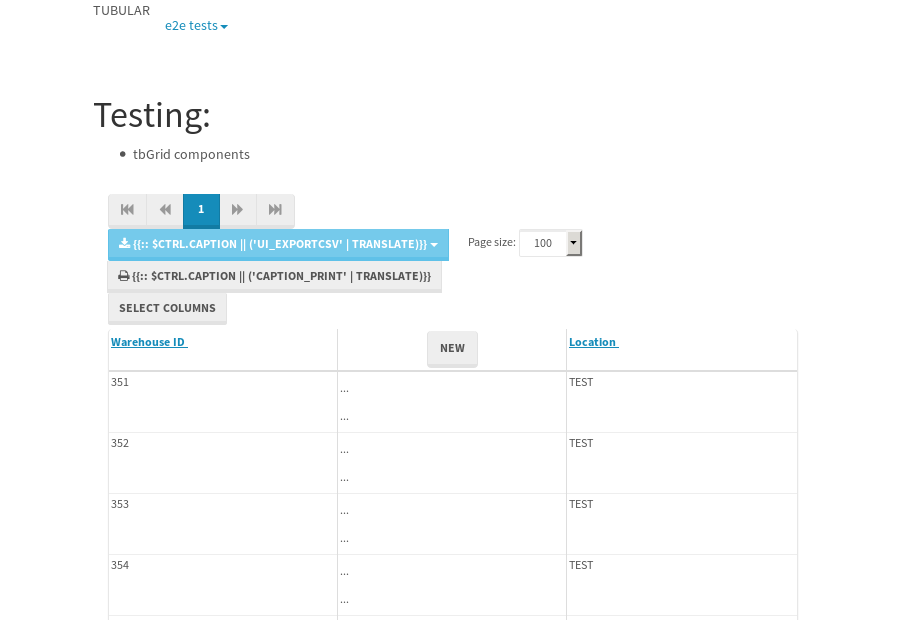 TUBULAR
e2e tests
Testing:
tbGrid components
1
{{:: $CTRL.CAPTION || ('UI_EXPORTCSV' | TRANSLATE)}}
Page size: 100
{{:: $CTRL.CAPTION || ('CAPTION_PRINT' | TRANSLATE)}}
SELECT COLUMNS
Warehouse ID NEW Location
351 ... TEST
...
352 ... TEST
...
353 ... TEST
...
354 ... TEST
...